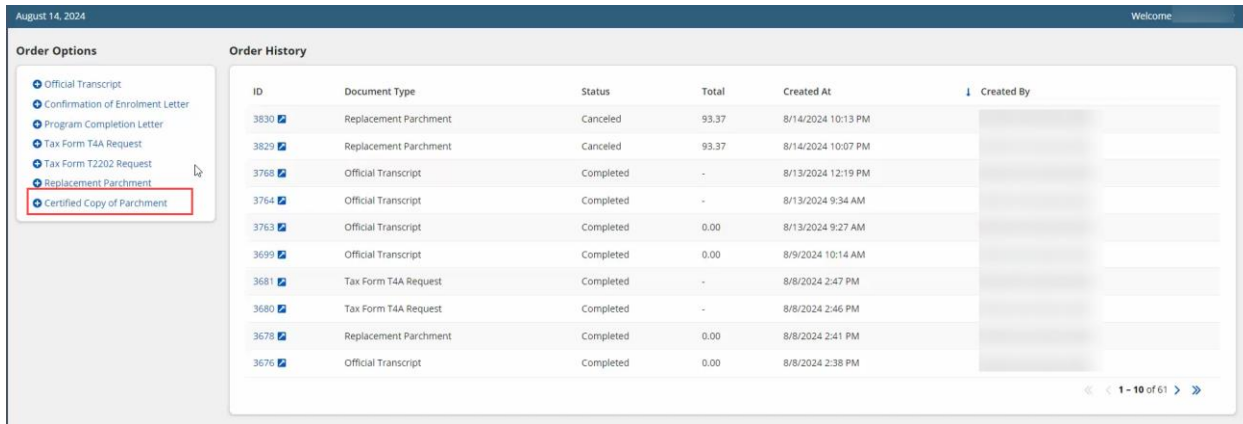 August 14, 2024 Welcome
Order Options
Official Transcript
Confirmation of Enrolment Letter
Program Completion Letter
Tax Form T4A Request
Tax Form T2202 Request
Replacement Parchment
Certified Copy of Parchment
Order History
ID Document Type Status Total Created At Created By
3830 Replacement Parchment Canceled 93.37 8/14/2024 10:13 PM
3829 Replacement Parchment Canceled 93.37 8/14/2024 10:07 PM
3768 Official Transcript Completed - 8/13/2024 12:19 PM
3764 Official Transcript Completed - 8/13/2024 9:34 AM
3763 Official Transcript Completed 0.00 8/13/2024 9:27 AM
3699 Official Transcript Completed 0.00 8/9/2024 10:14 AM
3681 Tax Form T4A Request Completed - 8/8/2024 2:47 PM
3680 Tax Form T4A Request Completed - 8/8/2024 2:46 PM
3678 Replacement Parchment Completed 0.00 8/8/2024 2:41 PM
3676 Official Transcript Completed 0.00 8/8/2024 2:38 PM
1 – 10 of 61